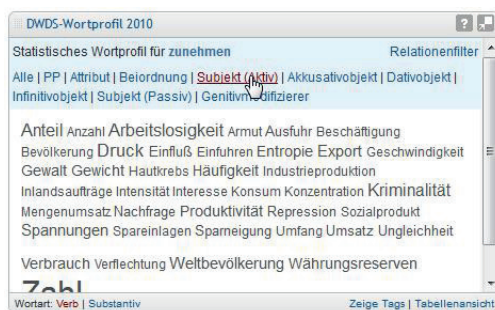 DWDS-Wortprofil 2010
Statistisches Wortprofil für zunehmen Relationenfilter
Alle | PP | Attribut | Beiordnung | Subjekt (Aktiv) | Akkusativobjekt | Dativobjekt |
Infinitivobjekt | Subjekt (Passiv) | Genitivmodifizierer
Anteil Anzahl Arbeitslosigkeit Armut Ausfuhr Beschäftigung
Bevölkerung Druck Einfluß Einfuhren Entropie Export Geschwindigkeit
Gewalt Gewicht Hautkrebs Häufigkeit Industrieproduktion
Inlandsaufträge Intensität Interesse Konsum Konzentration Kriminalität
Mengenumsatz Nachfrage Produktivität Repression Sozialprodukt
Spannungen Spareinlagen Sparneigung Umfang Umsatz Ungleichheit
Verbrauch Verflechtung Weltbevölkerung Währungsreserven
Zahl
Wortart: Verb | Substantiv Zeige Tags | Tabellenansicht